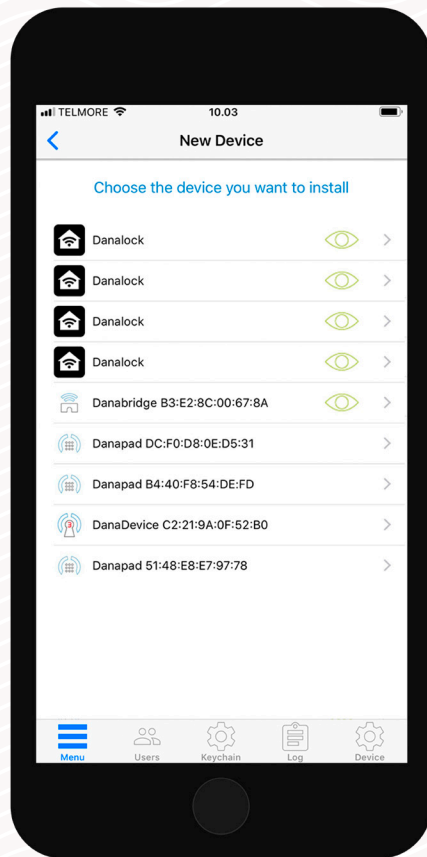 TELMORE 10.03
New Device
Choose the device you want to install
Danalock
Danalock
Danalock
Danalock
Danabridge B3:E2:8C:00:67:8A
Danapad DC:F0:D8:0E:D5:31
Danapad B4:40:F8:54:DE:FD
3 DanaDevice C2:21:9A:0F:52:B0
Danapad 51:48:E8:E7:97:78
Menu Users Keychain Log Device